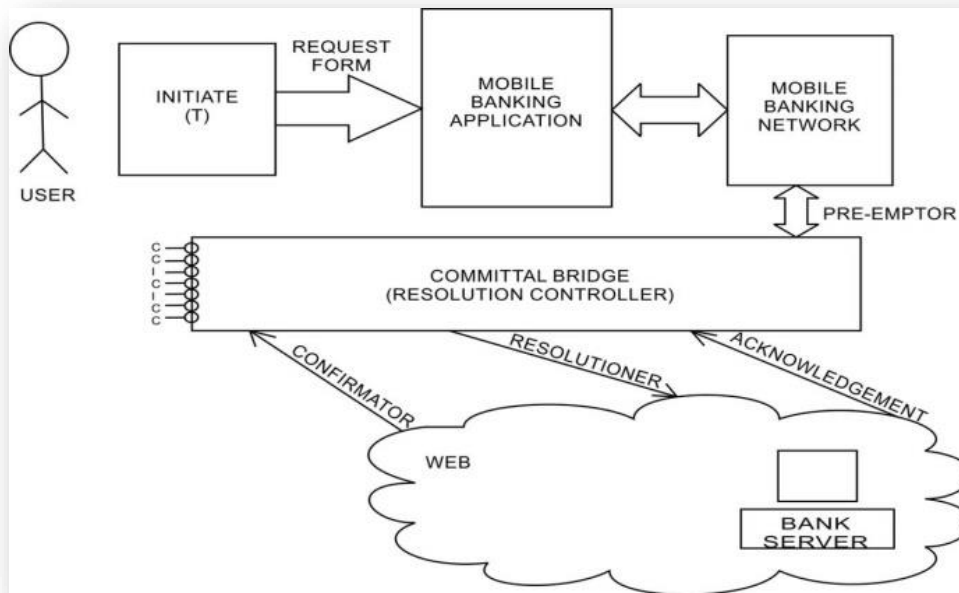 USER
INITIATE
(T)
REQUEST
FORM
MOBILE
BANKING
APPLICATION
MOBILE
BANKING
NETWORK
PRE-EMPTOR
C
C
I
C
I
C
C
COMMITTAL BRIDGE
(RESOLUTION CONTROLLER)
CONFIRMATOR
RESOLUTIONER
ACKNOWLEDGEMENT
WEB
BANK
SERVER